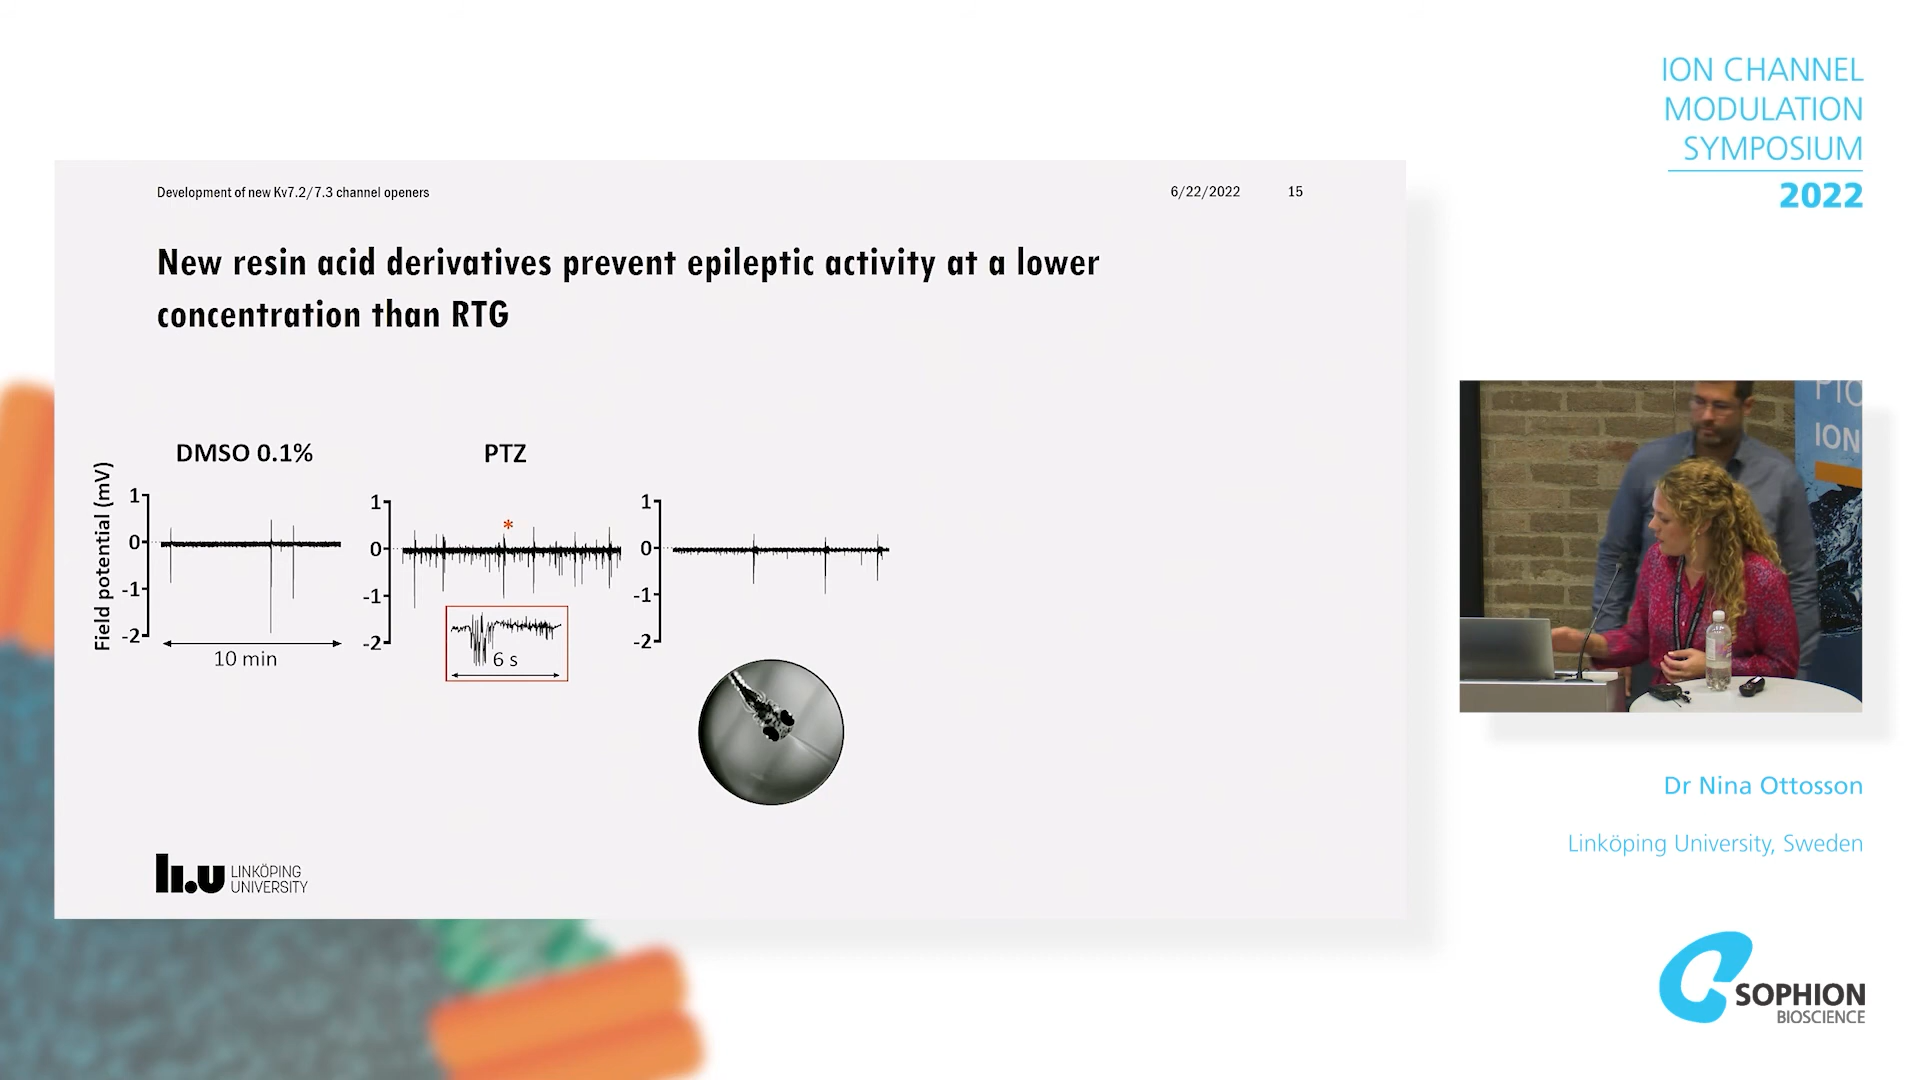 ION CHANNEL
MODULATION
SYMPOSIUM
2022
Development of new Kv7.2/7.3 channel openers
6/22/2022
15
New resin acid derivatives prevent epileptic activity at a lower
concentration than RTG
DMSO 0.1%
PTZ
Field potential (mV)
1
0
-1
-2
10 min
1
0
-1
-2
*
6 s
1
0
-1
-2
LiU LINKÖPING
UNIVERSITY
PIO
ION
Dr Nina Ottosson
Linköping University, Sweden
SOPHION
BIOSCIENCE